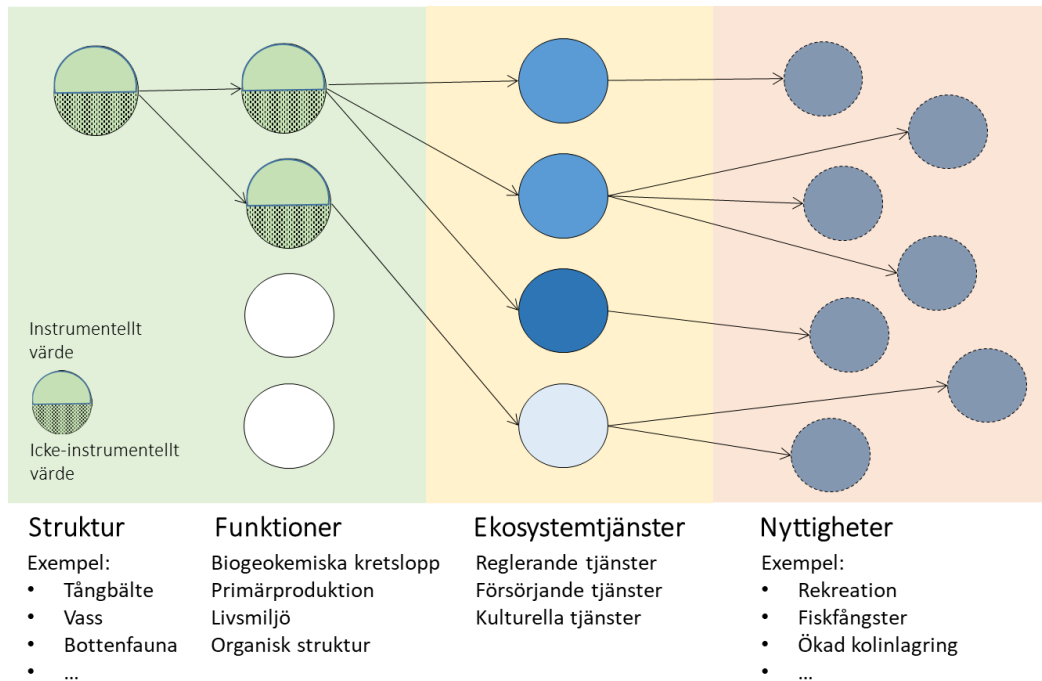 Instrumentellt
värde
Icke-instrumentellt
värde
Struktur
Exempel:
• Tångbälte
• Vass
• Bottenfauna
• ...
Funktioner
Biogeokemiska kretslopp
Primärproduktion
Livsmiljö
Organisk struktur
Ekosystemtjänster
Reglerande tjänster
Försörjande tjänster
Kulturella tjänster
Nyttigheter
Exempel:
• Rekreation
• Fiskfångster
• Ökad kolinlagring
• ...